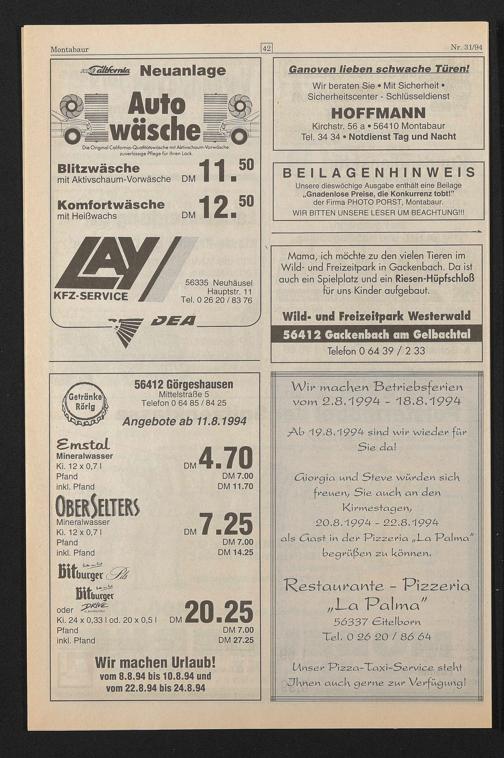 Montabaur
42
Nr. 31/94
California Neuanlage
Auto
wäsche
Die Original California-Qualitätswäsche mit Aktivschaum-Vorwäsche
zuverlässige Pflege für Ihren Lack.
Blitzwäsche
mit Aktivschaum-Vorwäsche DM 11.50
Komfortwäsche
mit Heißwachs DM 12.50
LAY
KFZ-SERVICE
56335 Neuhäusel
Hauptstr. 11
Tel. 0 26 20 / 83 76
DEA
Ganoven lieben schwache Türen!
Wir beraten Sie • Mit Sicherheit •
Sicherheitscenter - Schlüsseldienst
HOFFMANN
Kirchstr. 56 a • 56410 Montabaur
Tel. 34 34 • Notdienst Tag und Nacht
BEILAGENHINWEIS
Unsere dieswöchige Ausgabe enthält eine Beilage
„Gnadenlose Preise, die Konkurrenz tobt!"
der Firma PHOTO PORST, Montabaur.
WIR BITTEN UNSERE LESER UM BEACHTUNG!!!
Mama, ich möchte zu den vielen Tieren im
Wild- und Freizeitpark in Gackenbach. Da ist
auch ein Spielplatz und ein Riesen-Hüpfschloß
für uns Kinder aufgebaut.
Wild- und Freizeitpark Westerwald
56412 Gackenbach am Gelbachtal
Telefon 0 64 39 / 2 33
Getränke
Rörig
56412 Görgeshausen
Mittelstraße 5
Telefon 0 64 85 / 84 25
Angebote ab 11.8.1994
Emstal
Mineralwasser
Ki. 12 x 0,7 l DM 4.70
Pfand DM 7.00
inkl. Pfand DM 11.70
OBERSELTERS
Mineralwasser
Ki. 12 x 0,7 l DM 7.25
Pfand DM 7.00
inkl. Pfand DM 14.25
Bitburger Pils
Bitburger
oder DRIVE
Ki. 24 x 0,33 l od. 20 x 0,5 l DM 20.25
Pfand DM 7.00
inkl. Pfand DM 27.25
Wir machen Urlaub!
vom 8.8.94 bis 10.8.94 und
vom 22.8.94 bis 24.8.94
Wir machen Betriebsferien
vom 2.8.1994 - 18.8.1994
Ab 19.8.1994 sind wir wieder für
Sie da!
Giorgia und Steve würden sich
freuen, Sie auch an den
Kirmestagen,
20.8.1994 - 22.8.1994
als Gast in der Pizzeria „La Palma"
begrüßen zu können.
Restaurante - Pizzeria
„La Palma"
56337 Eitelborn
Tel. 0 26 20 / 86 64
Unser Pizza-Taxi-Service steht
Ihnen auch gerne zur Verfügung!